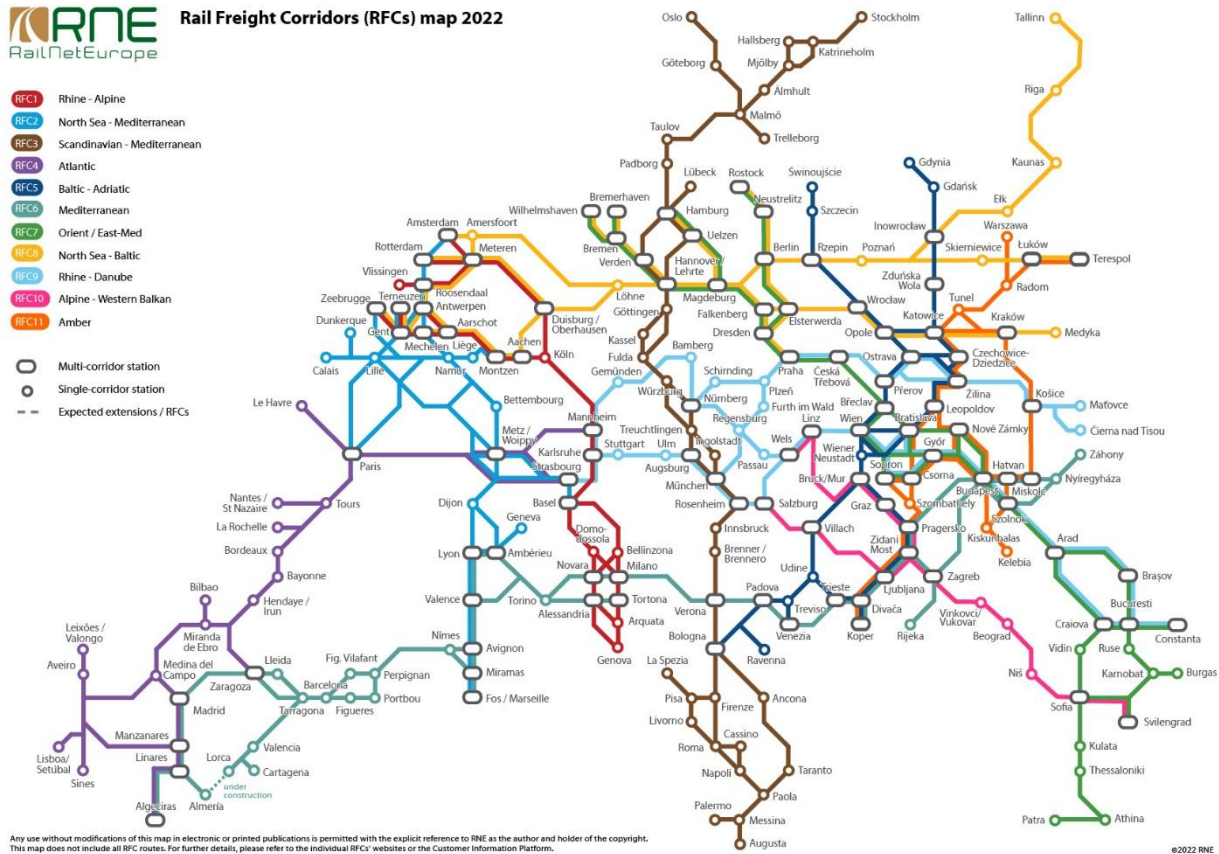 RNE
RailNetEurope
Rail Freight Corridors (RFCs) map 2022
RFC1 Rhine - Alpine
RFC2 North Sea - Mediterranean
RFC3 Scandinavian - Mediterranean
RFC4 Atlantic
RFC5 Baltic - Adriatic
RFC6 Mediterranean
RFC7 Orient / East-Med
RFC8 North Sea - Baltic
RFC9 Rhine - Danube
RFC10 Alpine - Western Balkan
RFC11 Amber
Multi-corridor station
Single-corridor station
Expected extensions / RFCs
Oslo
Stockholm
Tallinn
Hallsberg
Katrineholm
Göteborg
Mjölby
Älmhult
Riga
Malmö
Taulov
Trelleborg
Padborg
Kaunas
Lübeck
Rostock
Świnoujście
Gdynia
Gdańsk
Bremerhaven
Wilhelmshaven
Hamburg
Neustrelitz
Szczecin
Ełk
Amsterdam
Amersfoort
Uelzen
Inowrocław
Warszawa
Rotterdam
Meteren
Bremen
Verden
Hannover /
Lehrte
Berlin
Rzepin
Poznań
Skierniewice
Łuków
Terespol
Vlissingen
Zeebrugge
Terneuzen
Roosendaal
Antwerpen
Löhne
Magdeburg
Zduńska
Wola
Radom
Dunkerque
Gent
Aarschot
Duisburg /
Oberhausen
Göttingen
Falkenberg
Elsterwerda
Wrocław
Tunel
Katowice
Kraków
Mechelen
Liège
Aachen
Dresden
Opole
Medyka
Calais
Lille
Namur
Montzen
Köln
Kassel
Fulda
Bamberg
Praha
Česká
Třebová
Ostrava
Czechowice-
Dziedzice
Gemünden
Schirnding
Plzeň
Přerov
Žilina
Košice
Le Havre
Bettembourg
Würzburg
Nürnberg
Furth im Wald
Břeclav
Leopoldov
Maťovce
Mannheim
Regensburg
Linz
Wien
Bratislava
Nové Zámky
Čierna nad Tisou
Metz /
Woippy
Treuchtlingen
Ingolstadt
Paris
Karlsruhe
Stuttgart
Ulm
Wels
Wiener
Neustadt
Győr
Hatvan
Záhony
Strasbourg
Augsburg
Passau
Sopron
Csorna
Nyíregyháza
München
Bruck/Mur
Budapest
Miskolc
Nantes /
St Nazaire
Tours
Dijon
Basel
Rosenheim
Salzburg
Graz
Szombathely
Szolnok
La Rochelle
Geneva
Domo-
dossola
Innsbruck
Villach
Pragersko
Kiskunhalas
Bordeaux
Lyon
Ambérieu
Bellinzona
Brenner /
Brennero
Zidani
Most
Kelebia
Arad
Bayonne
Novara
Milano
Udine
Ljubljana
Zagreb
Brașov
Bilbao
Hendaye /
Irun
Valence
Torino
Alessandria
Tortona
Verona
Padova
Treviso
Trieste
Divača
Vinkovci/
Vukovar
Bucuresti
Leixões /
Valongo
Miranda
de Ebro
Nîmes
Avignon
Arquata
Genova
Bologna
Venezia
Koper
Rijeka
Beograd
Craiova
Constanta
Aveiro
Medina del
Campo
Zaragoza
Lleida
Fig. Vilafant
Perpignan
Miramas
La Spezia
Ravenna
Vidin
Ruse
Niš
Karnobat
Burgas
Madrid
Barcelona
Tarragona
Figueres
Portbou
Fos / Marseille
Pisa
Firenze
Ancona
Sofia
Svilengrad
Livorno
Lisboa/
Setúbal
Manzanares
Linares
Valencia
Roma
Cassino
Kulata
Sines
Lorca
Cartagena
Napoli
Taranto
Thessaloniki
Algeciras
Almería
under
construction
Paola
Palermo
Messina
Patra
Athina
Augusta
Any use without modifications of this map in electronic or printed publications is permitted with the explicit reference to RNE as the author and holder of the copyright.
This map does not include all RFC routes. For further details, please refer to the individual RFCs' websites or the Customer Information Platform.
©2022 RNE